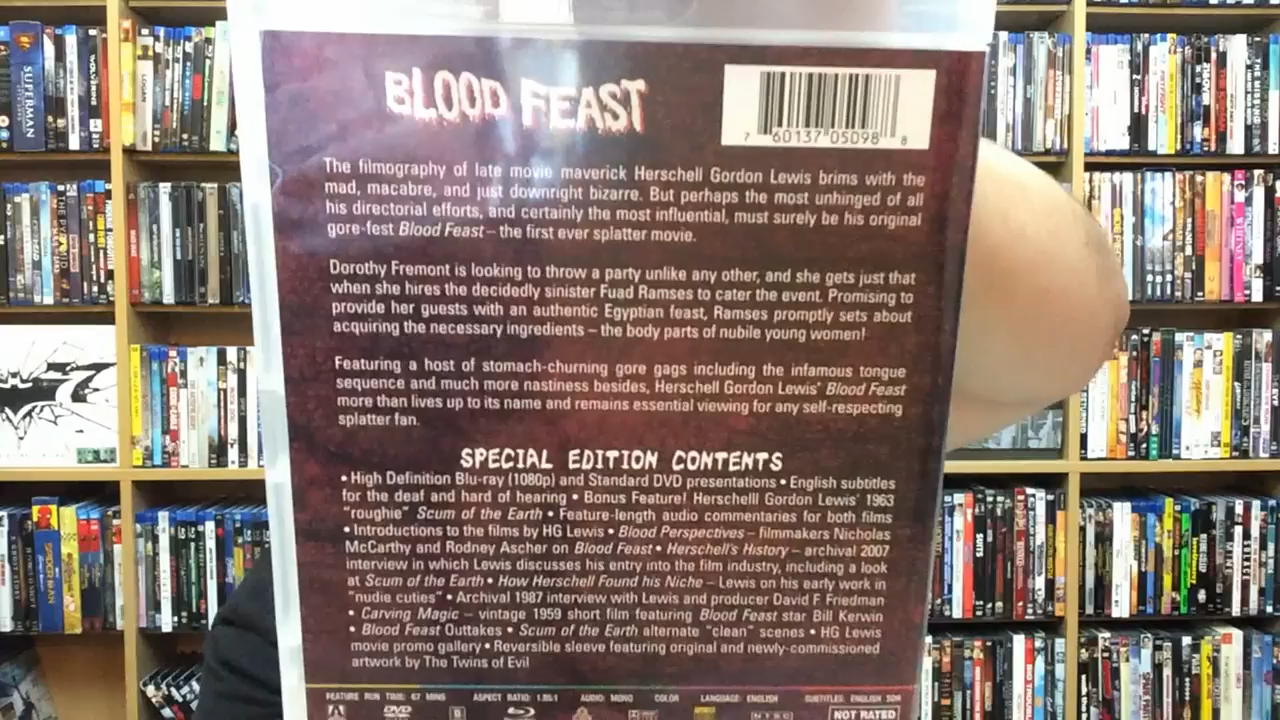 BLOOD FEAST
7 60137 05098 8
The filmography of late movie maverick Herschell Gordon Lewis brims with the
mad, macabre, and just downright bizarre. But perhaps the most unhinged of all
his directorial efforts, and certainly the most influential, must surely be his original
gore-fest Blood Feast – the first ever splatter movie.
Dorothy Fremont is looking to throw a party unlike any other, and she gets just that
when she hires the decidedly sinister Fuad Ramses to cater the event. Promising to
provide her guests with an authentic Egyptian feast, Ramses promptly sets about
acquiring the necessary ingredients – the body parts of nubile young women!
Featuring a host of stomach-churning gore gags including the infamous tongue
sequence and much more nastiness besides, Herschell Gordon Lewis' Blood Feast
more than lives up to its name and remains essential viewing for any self-respecting
splatter fan.
SPECIAL EDITION CONTENTS
• High Definition Blu-ray (1080p) and Standard DVD presentations • English subtitles
for the deaf and hard of hearing • Bonus Feature! Herschelll Gordon Lewis' 1963
"roughie" Scum of the Earth • Feature-length audio commentaries for both films
• Introductions to the films by HG Lewis • Blood Perspectives – filmmakers Nicholas
McCarthy and Rodney Ascher on Blood Feast • Herschell's History – archival 2007
interview in which Lewis discusses his entry into the film industry, including a look
at Scum of the Earth • How Herschell Found his Niche – Lewis on his early work in
"nudie cuties" • Archival 1987 interview with Lewis and producer David F. Friedman
• Carving Magic – vintage 1959 short film featuring Blood Feast star Bill Kerwin
• Blood Feast Outtakes • Scum of the Earth alternate "clean" scenes • HG Lewis
movie promo gallery • Reversible sleeve featuring original and newly-commissioned
artwork by The Twins of Evil
FEATURE RUN TIME: 67 MINS ASPECT RATIO: 1.85:1 AUDIO: MONO COLOR LANGUAGE: ENGLISH SUBTITLES: ENGLISH SDH
DVD NTSC NOT RATED
SUPERMAN
LOGAN
WOLVERINE
SUITS